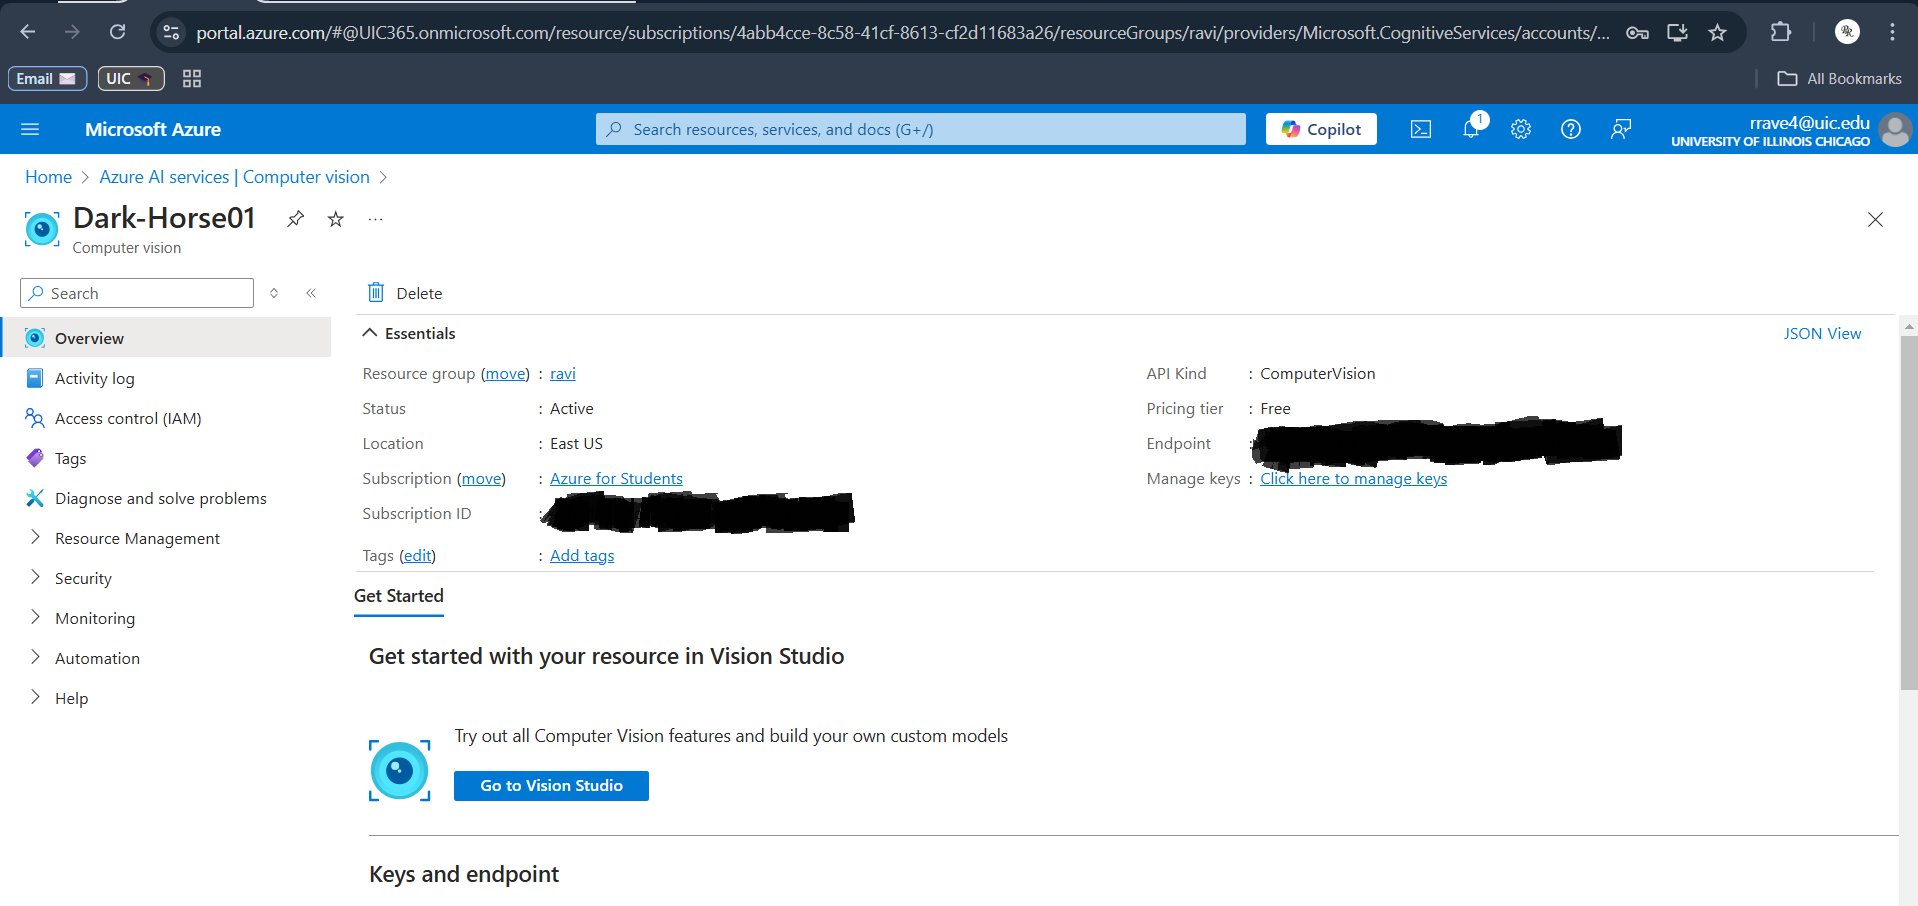 portal.azure.com/#@UIC365.onmicrosoft.com/resource/subscriptions/4abb4cce-8c58-41cf-8613-cf2d11683a26/resourceGroups/ravi/providers/Microsoft.CognitiveServices/accounts/...
Email
UIC
All Bookmarks
Microsoft Azure
Search resources, services, and docs (G+/)
Copilot
1
rrave4@uic.edu
UNIVERSITY OF ILLINOIS CHICAGO
Home > Azure AI services | Computer vision >
Dark-Horse01
Computer vision
Search
Overview
Activity log
Access control (IAM)
Tags
Diagnose and solve problems
Resource Management
Security
Monitoring
Automation
Help
Delete
Essentials
JSON View
Resource group (move) : ravi
Status : Active
Location : East US
Subscription (move) : Azure for Students
Subscription ID :
Tags (edit) : Add tags
API Kind : ComputerVision
Pricing tier : Free
Endpoint :
Manage keys : Click here to manage keys
Get Started
Get started with your resource in Vision Studio
Try out all Computer Vision features and build your own custom models
Go to Vision Studio
Keys and endpoint